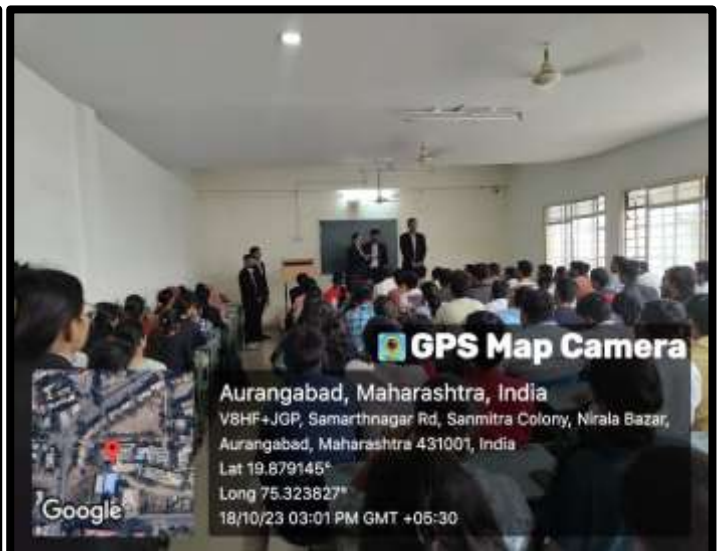 GPS Map Camera
Aurangabad, Maharashtra, India
V8HF+JGP, Samarthnagar Rd, Sanmitra Colony, Nirala Bazar,
Aurangabad, Maharashtra 431001, India
Lat 19.879145°
Long 75.323827°
18/10/23 03:01 PM GMT +05:30
Google